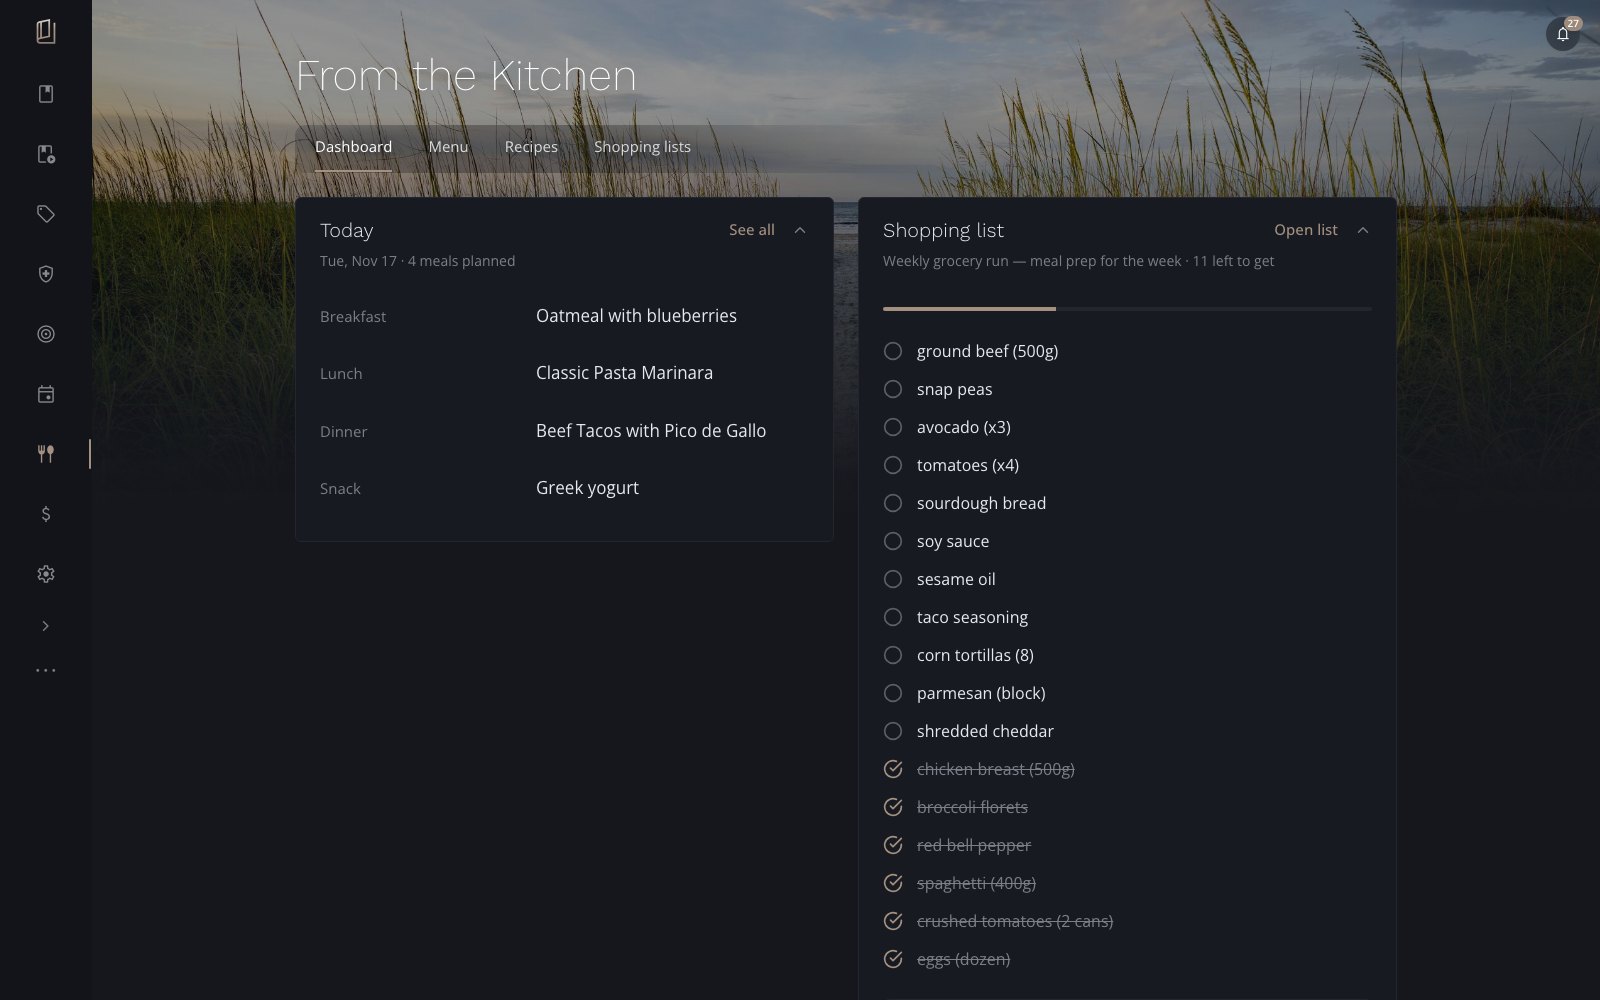 27
From the Kitchen
Dashboard Menu Recipes Shopping lists
Today See all
Tue, Nov 17 · 4 meals planned
Breakfast Oatmeal with blueberries
Lunch Classic Pasta Marinara
Dinner Beef Tacos with Pico de Gallo
Snack Greek yogurt
Shopping list Open list
Weekly grocery run — meal prep for the week · 11 left to get
ground beef (500g)
snap peas
avocado (x3)
tomatoes (x4)
sourdough bread
soy sauce
sesame oil
taco seasoning
corn tortillas (8)
parmesan (block)
shredded cheddar
chicken breast (500g)
broccoli florets
red bell pepper
spaghetti (400g)
crushed tomatoes (2 cans)
eggs (dozen)